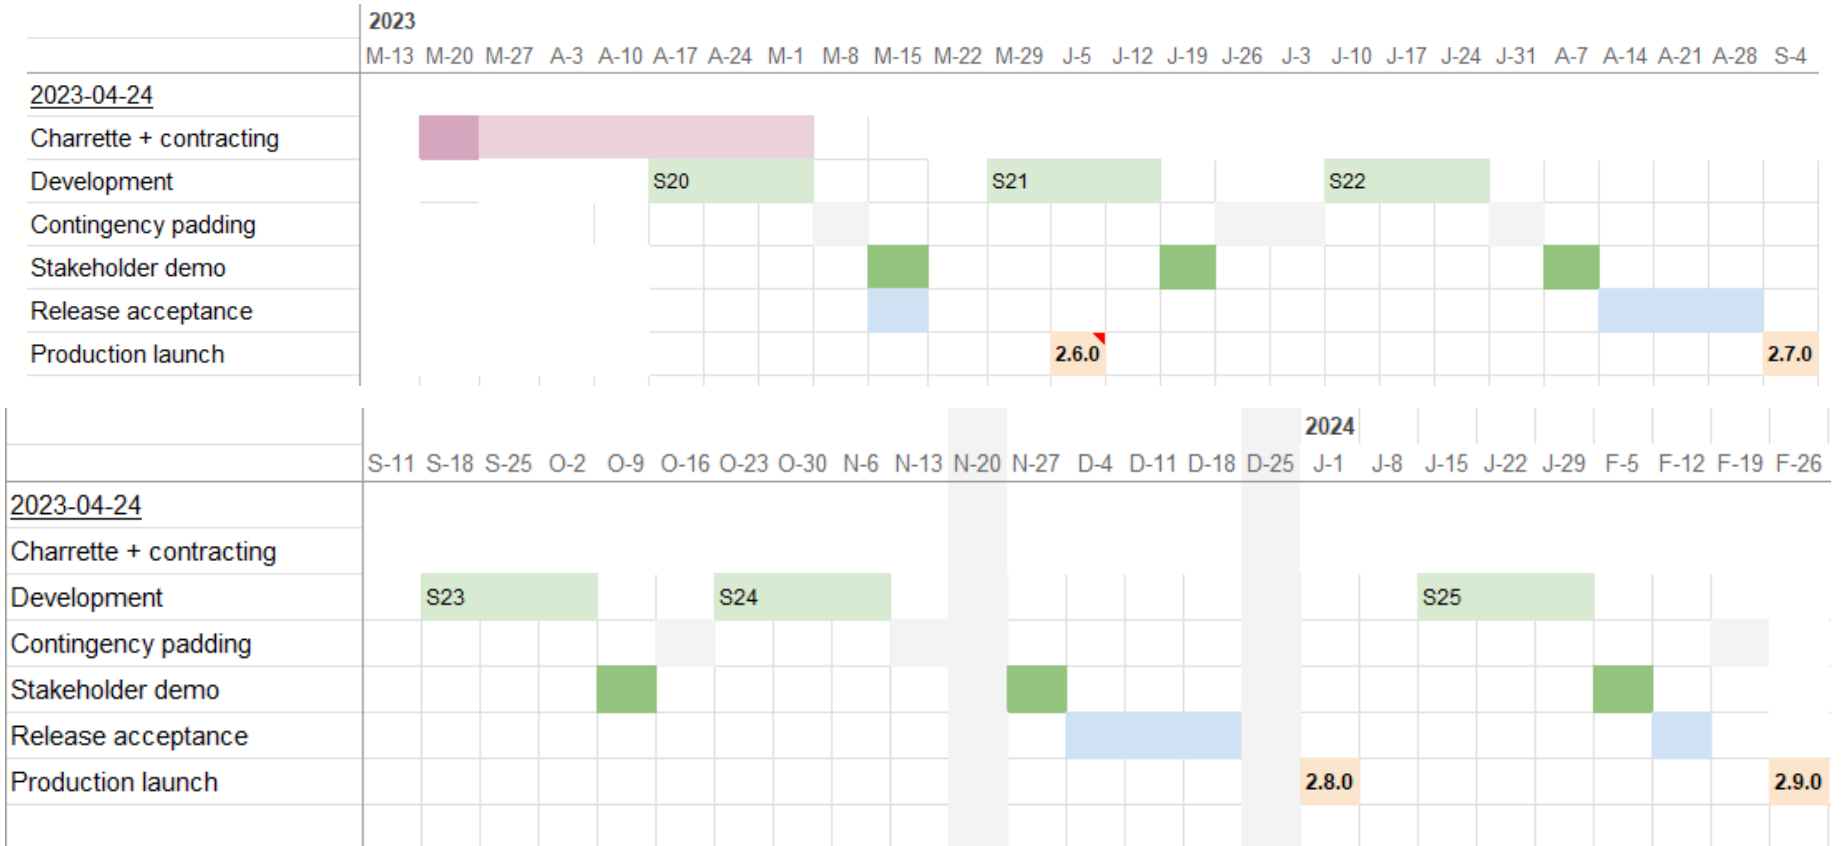 2023
M-13 M-20 M-27 A-3 A-10 A-17 A-24 M-1 M-8 M-15 M-22 M-29 J-5 J-12 J-19 J-26 J-3 J-10 J-17 J-24 J-31 A-7 A-14 A-21 A-28 S-4
2023-04-24
Charrette + contracting
Development S20 S21 S22
Contingency padding
Stakeholder demo
Release acceptance
Production launch 2.6.0 2.7.0
2024
S-11 S-18 S-25 O-2 O-9 O-16 O-23 O-30 N-6 N-13 N-20 N-27 D-4 D-11 D-18 D-25 J-1 J-8 J-15 J-22 J-29 F-5 F-12 F-19 F-26
2023-04-24
Charrette + contracting
Development S23 S24 S25
Contingency padding
Stakeholder demo
Release acceptance
Production launch 2.8.0 2.9.0